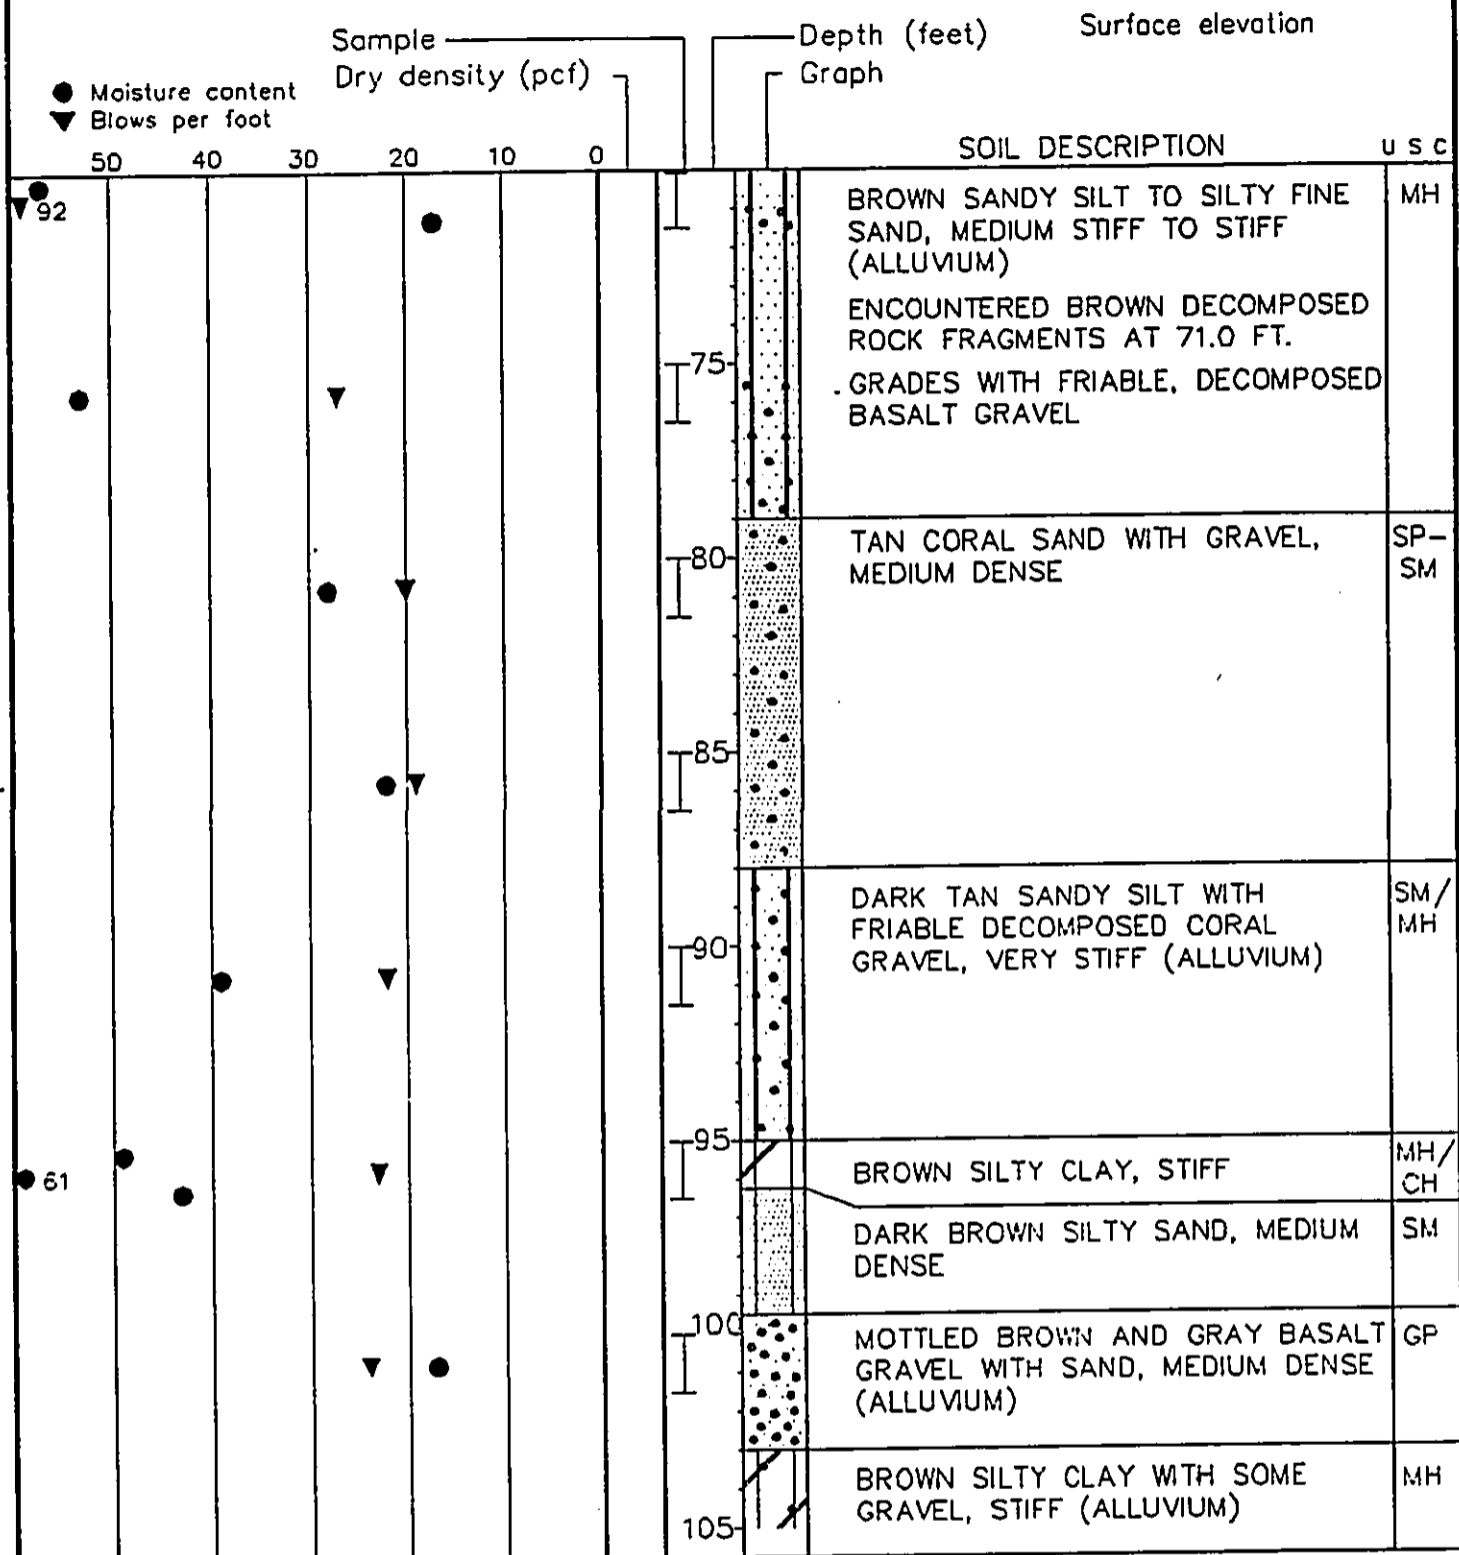 Sample
Depth (feet)
Surface elevation
Dry density (pcf)
Graph
Moisture content
Blows per foot
50 40 30 20 10 0
SOIL DESCRIPTION
U S C
92
BROWN SANDY SILT TO SILTY FINE
SAND, MEDIUM STIFF TO STIFF
(ALLUVIUM)
MH
ENCOUNTERED BROWN DECOMPOSED
ROCK FRAGMENTS AT 71.0 FT.
75
GRADES WITH FRIABLE, DECOMPOSED
BASALT GRAVEL
TAN CORAL SAND WITH GRAVEL,
MEDIUM DENSE
SP-
SM
80
85
DARK TAN SANDY SILT WITH
FRIABLE DECOMPOSED CORAL
GRAVEL, VERY STIFF (ALLUVIUM)
SM/
MH
90
95
61
BROWN SILTY CLAY, STIFF
MH/
CH
DARK BROWN SILTY SAND, MEDIUM
DENSE
SM
100
MOTTLED BROWN AND GRAY BASALT
GRAVEL WITH SAND, MEDIUM DENSE
(ALLUVIUM)
GP
BROWN SILTY CLAY WITH SOME
GRAVEL, STIFF (ALLUVIUM)
MH
105